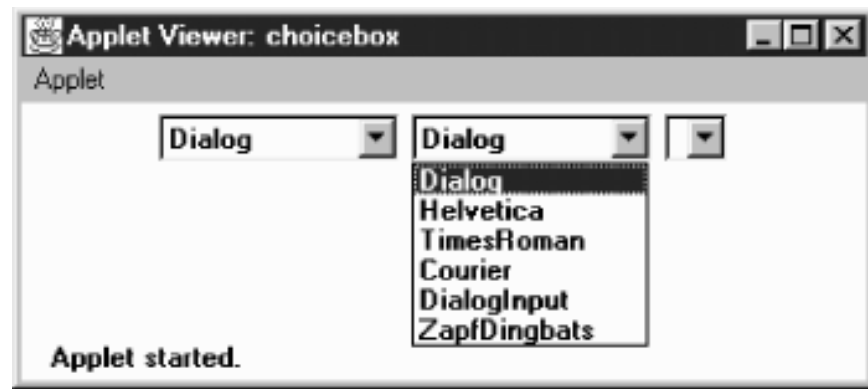 Applet Viewer: choicebox
Applet
Dialog Dialog
Dialog
Helvetica
TimesRoman
Courier
DialogInput
ZapfDingbats
Applet started.